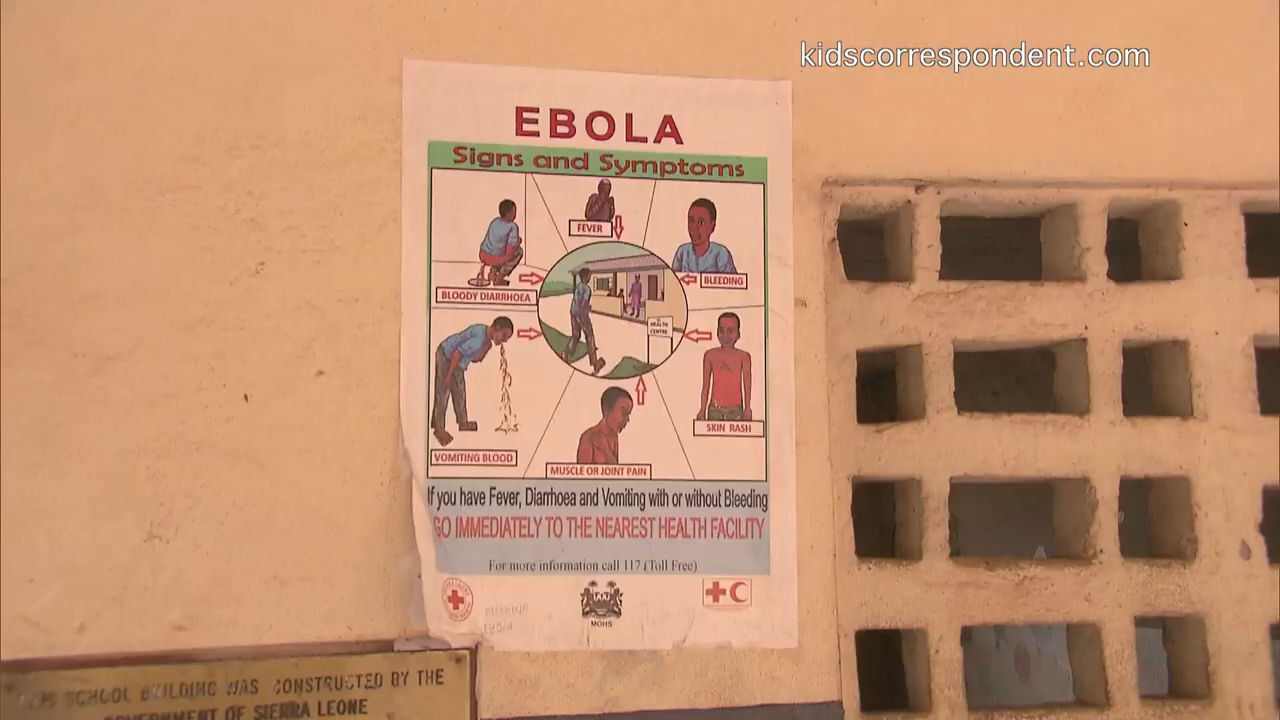 kidscorrespondent.com
EBOLA
Signs and Symptoms
FEVER
BLOODY DIARRHOEA
BLEEDING
HEALTH
CENTRE
VOMITING BLOOD
MUSCLE OR JOINT PAIN
SKIN RASH
If you have Fever, Diarrhoea and Vomiting with or without Bleeding
GO IMMEDIATELY TO THE NEAREST HEALTH FACILITY
For more information call 117 (Toll Free)
EBOLA
MOHS
SCHOOL BUILDING WAS CONSTRUCTED BY THE
GOVERNMENT OF SIERRA LEONE